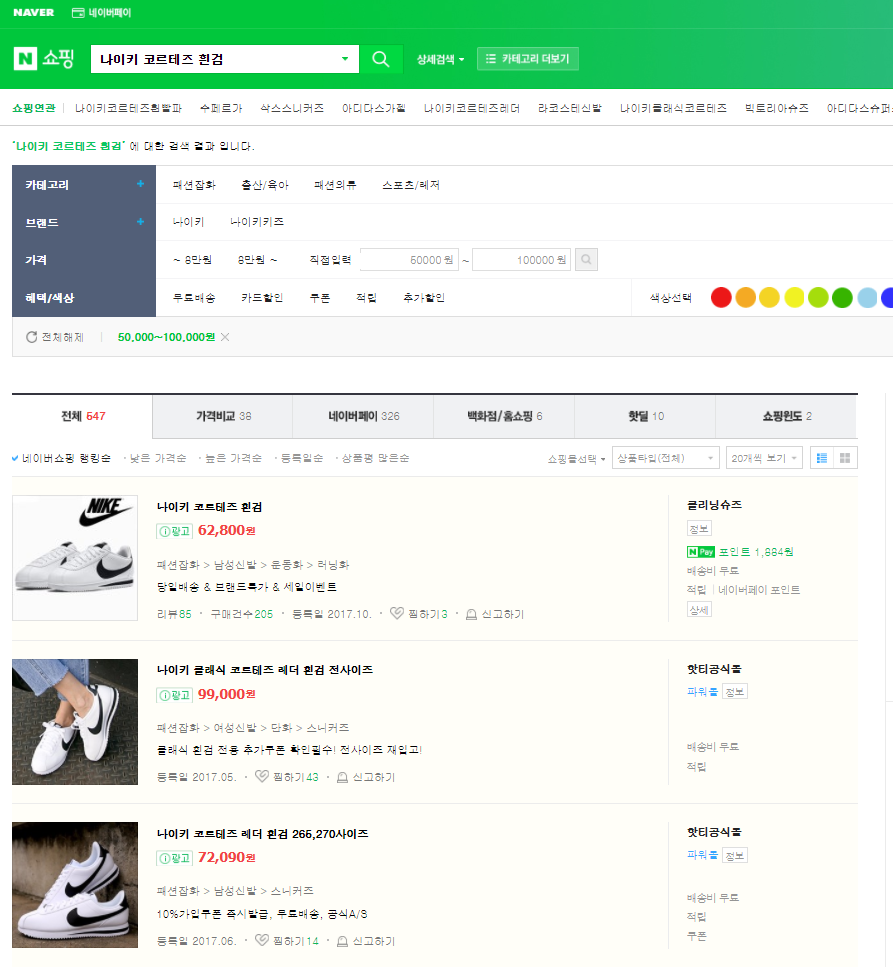 NAVER 네이버페이
N 쇼핑 나이키 코르테즈 흰검 상세검색 카테고리 더보기
쇼핑연관 나이키코르테즈흰빨파 수페르가 삭스스니커즈 아디다스가젤 나이키코르테즈레더 라코스테신발 나이키클래식코르테즈 빅토리아슈즈 아디다스슈퍼
'나이키 코르테즈 흰검' 에 대한 검색 결과 입니다.
카테고리 + 패션잡화 출산/육아 패션의류 스포츠/레저
브랜드 + 나이키 나이키키즈
가격 ~ 8만원 8만원 ~ 직접입력 50000 원 ~ 100000 원
혜택/색상 무료배송 카드할인 쿠폰 적립 추가할인 색상선택
전체해제 50,000~100,000원
전체 647 가격비교 38 네이버페이 326 백화점/홈쇼핑 6 핫딜 10 쇼핑윈도 2
네이버쇼핑 랭킹순 · 낮은 가격순 · 높은 가격순 · 등록일순 · 상품평 많은순 쇼핑몰선택 상품타입(전체) 20개씩 보기
NIKE
나이키 코르테즈 흰검
광고 62,800원
패션잡화 > 남성신발 > 운동화 > 러닝화
당일배송 & 브랜드특가 & 세일이벤트
리뷰85 · 구매건수205 · 등록일 2017.10. · 찜하기3 · 신고하기
클리닝슈즈
정보
N Pay 포인트 1,884원
배송비 무료
적립 | 네이버페이 포인트
상세
나이키 클래식 코르테즈 레더 흰검 전사이즈
광고 99,000원
패션잡화 > 여성신발 > 단화 > 스니커즈
클래식 흰검 전용 추가쿠폰 확인필수! 전사이즈 재입고!
등록일 2017.05. · 찜하기43 · 신고하기
핫티공식몰
파워몰 정보
배송비 무료
적립
나이키 코르테즈 레더 흰검 265,270사이즈
광고 72,090원
패션잡화 > 남성신발 > 스니커즈
10%가입쿠폰 즉시발급, 무료배송, 공식A/S
등록일 2017.06. · 찜하기14 · 신고하기
핫티공식몰
파워몰 정보
배송비 무료
적립
쿠폰